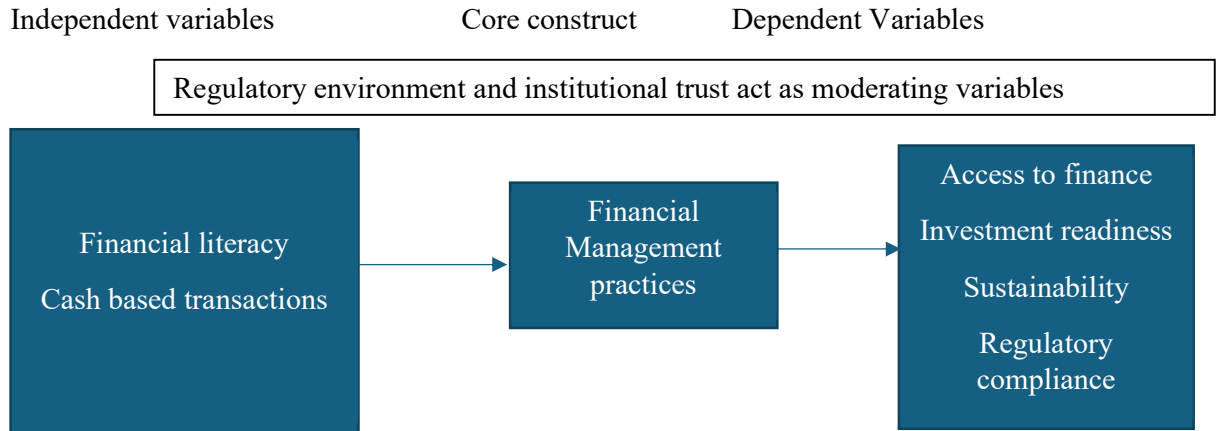 Independent variables
Core construct
Dependent Variables
Regulatory environment and institutional trust act as moderating variables
Financial literacy
Cash based transactions
Financial
Management
practices
Access to finance
Investment readiness
Sustainability
Regulatory
compliance